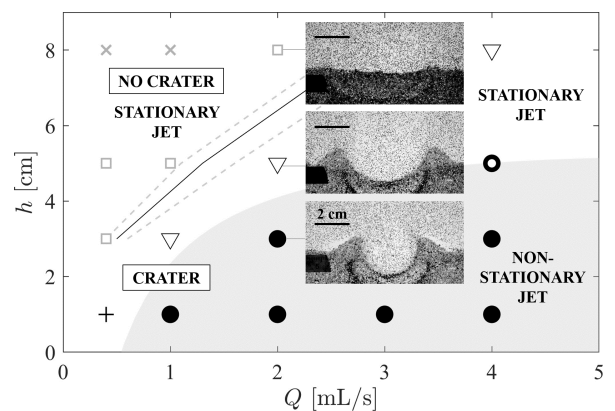 8
6
4
2
0
h [cm]
NO CRATER
STATIONARY
JET
STATIONARY
JET
2 cm
CRATER
NON-
STATIONARY
JET
0 1 2 3 4 5
Q [mL/s]